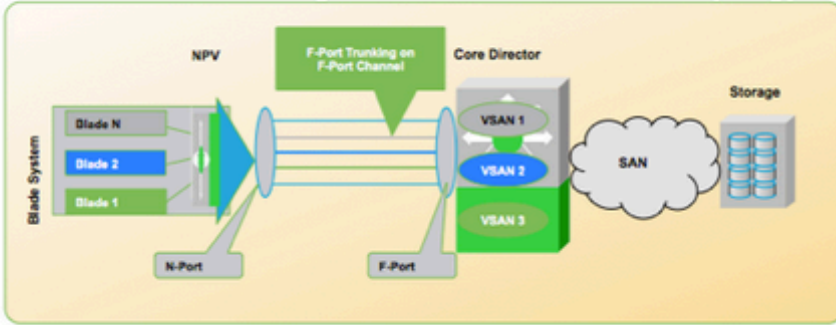 NPV
F-Port Trunking on
F-Port Channel
Core Director
Storage
Blade System
Blade N
Blade 2
Blade 1
VSAN 1
VSAN 2
VSAN 3
SAN
N-Port
F-Port